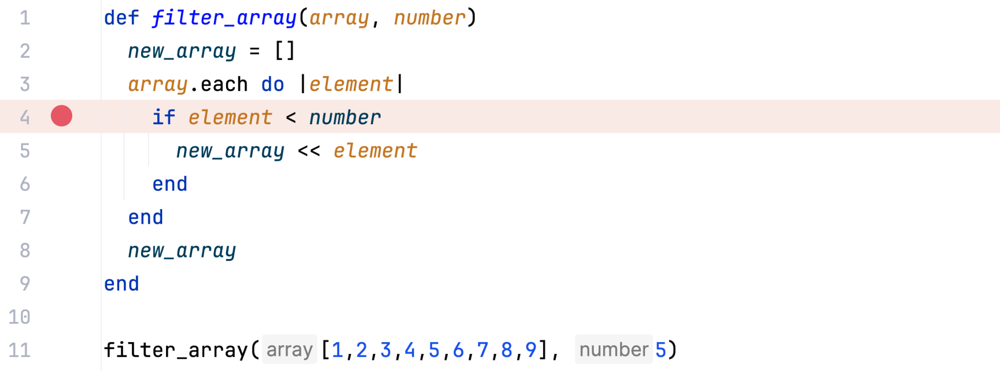 1 def filter_array(array, number)
2   new_array = []
3   array.each do |element|
4     if element < number
5       new_array << element
6     end
7   end
8   new_array
9 end
10
11 filter_array( array [1,2,3,4,5,6,7,8,9], number 5)